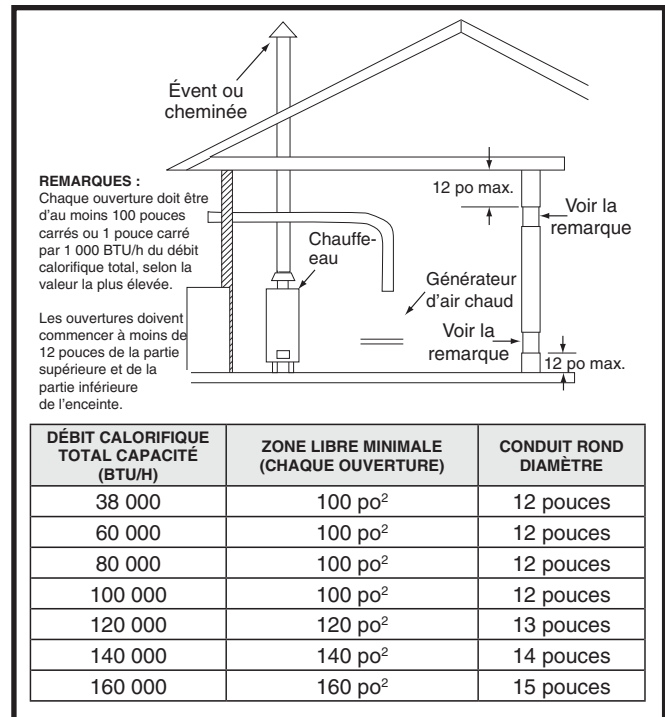 Évent ou
cheminée
REMARQUES :
Chaque ouverture doit être
d'au moins 100 pouces
carrés ou 1 pouce carré
par 1 000 BTU/h du débit
calorifique total, selon la
valeur la plus élevée.
Les ouvertures doivent
commencer à moins de
12 pouces de la partie
supérieure et de la
partie inférieure
de l'enceinte.
Chauffe-
eau
Générateur
d'air chaud
12 po max.
Voir la
remarque
Voir la
remarque
12 po max.
DÉBIT CALORIFIQUE
TOTAL CAPACITÉ
(BTU/H)
ZONE LIBRE MINIMALE
(CHAQUE OUVERTURE)
CONDUIT ROND
DIAMÈTRE
38 000 100 po² 12 pouces
60 000 100 po² 12 pouces
80 000 100 po² 12 pouces
100 000 100 po² 12 pouces
120 000 120 po² 13 pouces
140 000 140 po² 14 pouces
160 000 160 po² 15 pouces